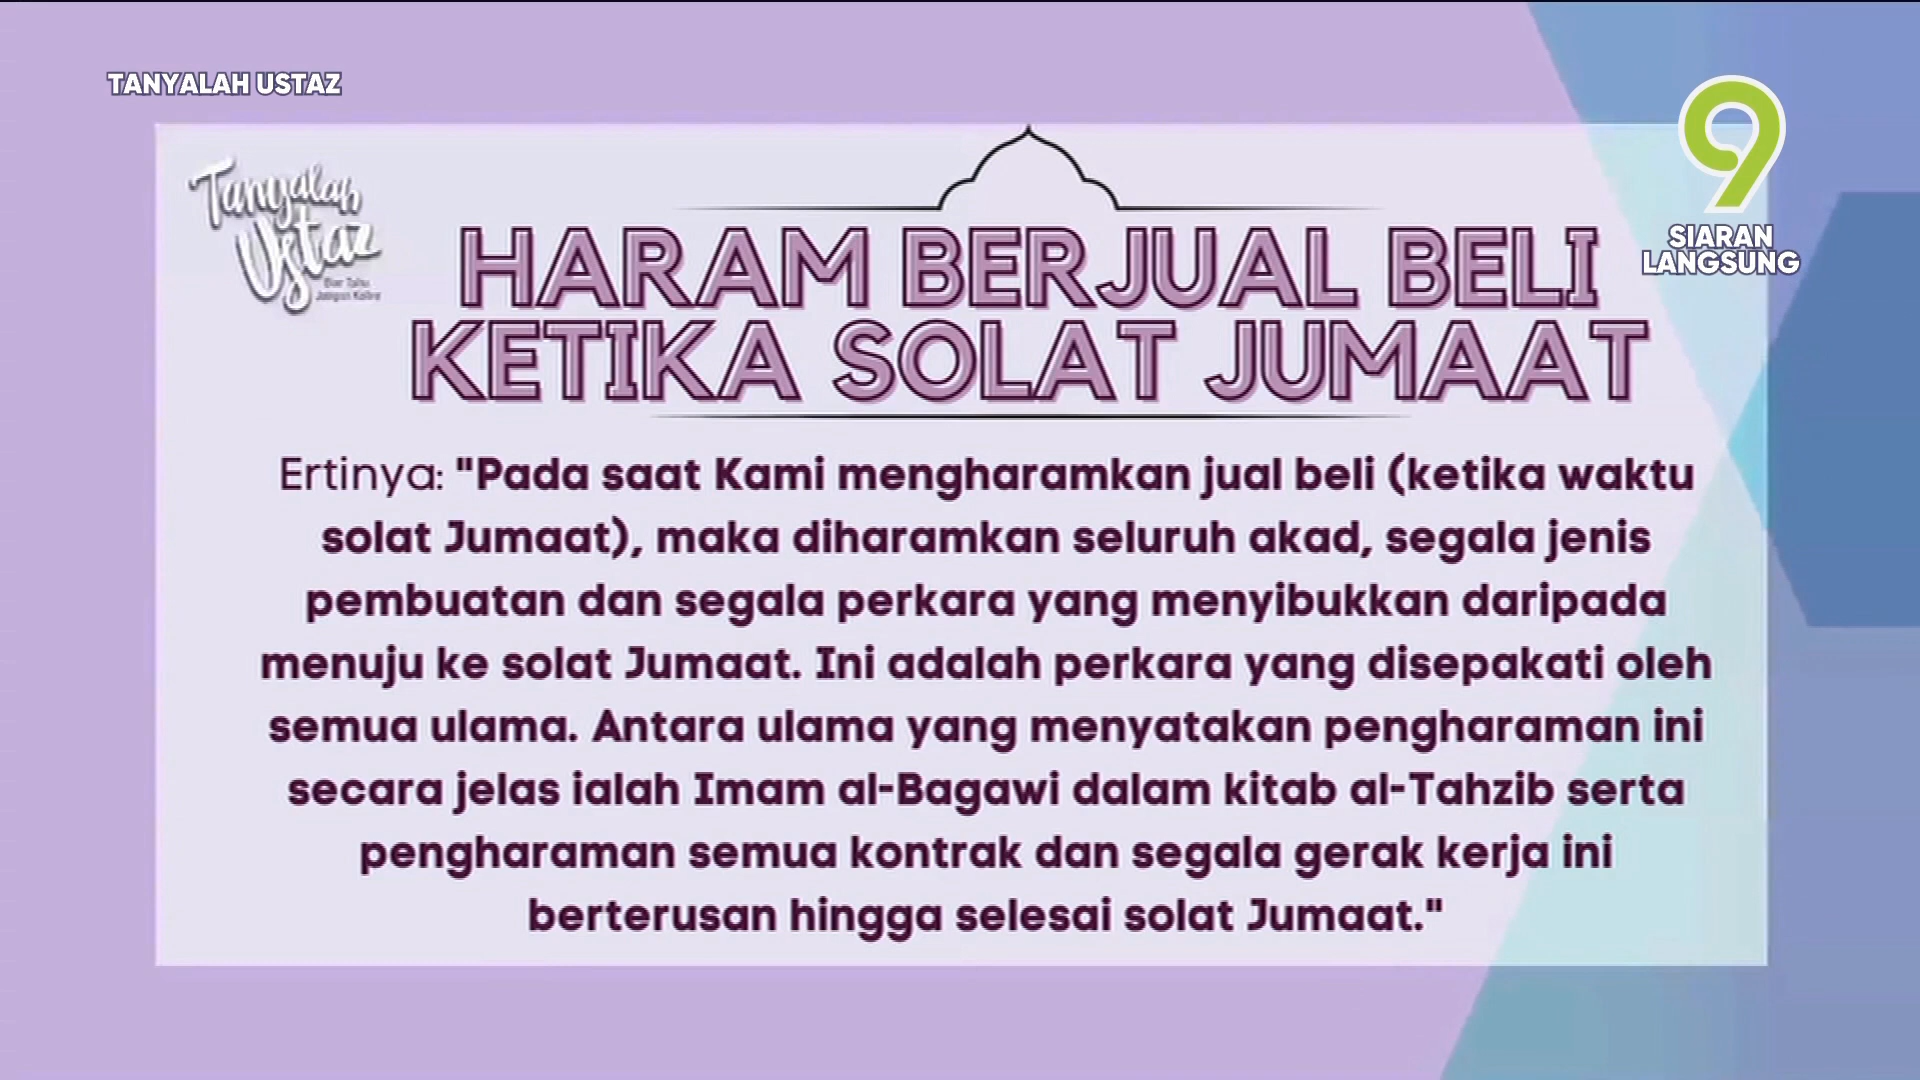 TANYALAH USTAZ
9
SIARAN
LANGSUNG
Tanyalah
Ustaz
Biar Tahu
Jangan Keliru
HARAM BERJUAL BELI
KETIKA SOLAT JUMAAT
Ertinya: "Pada saat Kami mengharamkan jual beli (ketika waktu
solat Jumaat), maka diharamkan seluruh akad, segala jenis
pembuatan dan segala perkara yang menyibukkan daripada
menuju ke solat Jumaat. Ini adalah perkara yang disepakati oleh
semua ulama. Antara ulama yang menyatakan pengharaman ini
secara jelas ialah Imam al-Bagawi dalam kitab al-Tahzib serta
pengharaman semua kontrak dan segala gerak kerja ini
berterusan hingga selesai solat Jumaat."